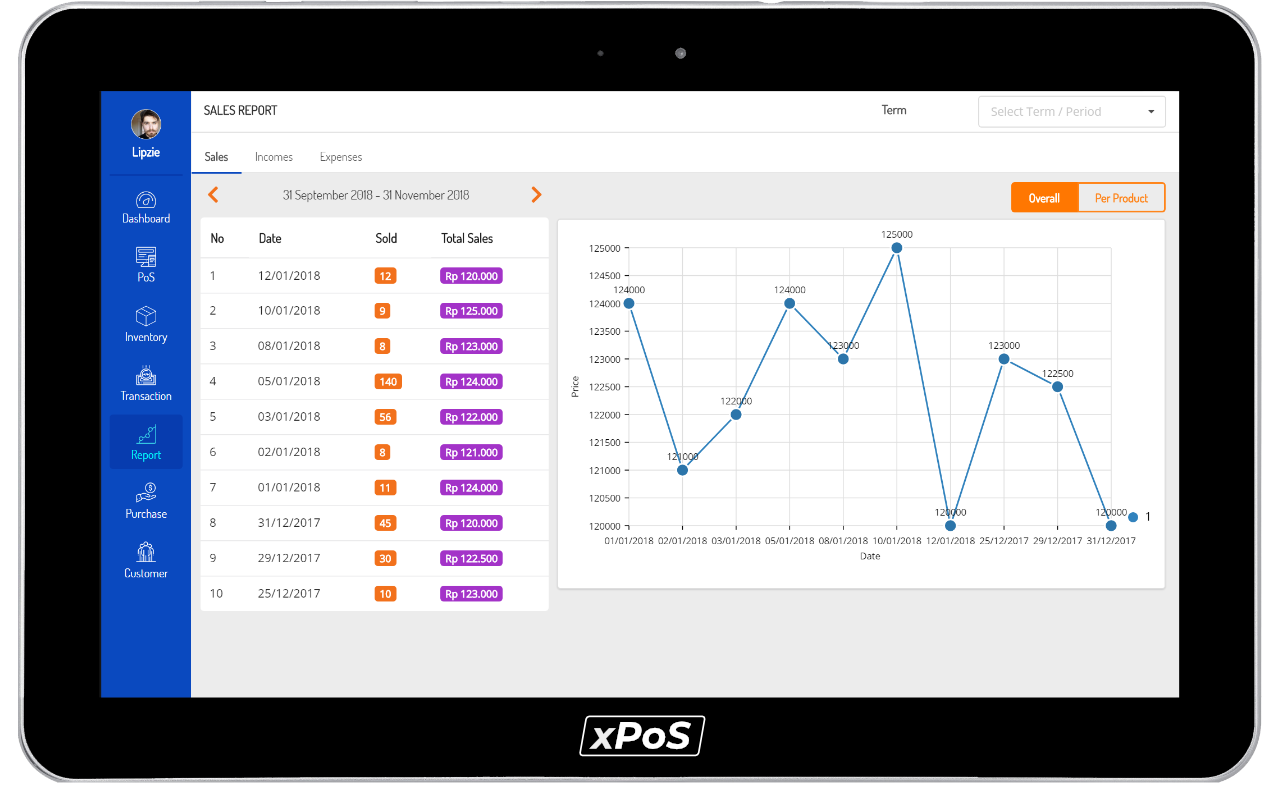 SALES REPORT
Term
Select Term / Period
Lipzie
Dashboard
PoS
Inventory
Transaction
Report
Purchase
Customer
Sales Incomes Expenses
31 September 2018 - 31 November 2018
Overall Per Product
No Date Sold Total Sales
1 12/01/2018 12 Rp 120.000
2 10/01/2018 9 Rp 125.000
3 08/01/2018 8 Rp 123.000
4 05/01/2018 140 Rp 124.000
5 03/01/2018 56 Rp 122.000
6 02/01/2018 8 Rp 121.000
7 01/01/2018 11 Rp 124.000
8 31/12/2017 45 Rp 120.000
9 29/12/2017 30 Rp 122.500
10 25/12/2017 10 Rp 123.000
Price
125000
124500
124000
123500
123000
122500
122000
121500
121000
120500
120000
124000
121000
122000
124000
123000
125000
120000
123000
122500
120000
1
01/01/2018 02/01/2018 03/01/2018 05/01/2018 08/01/2018 10/01/2018 12/01/2018 25/12/2017 29/12/2017 31/12/2017
Date
xPoS